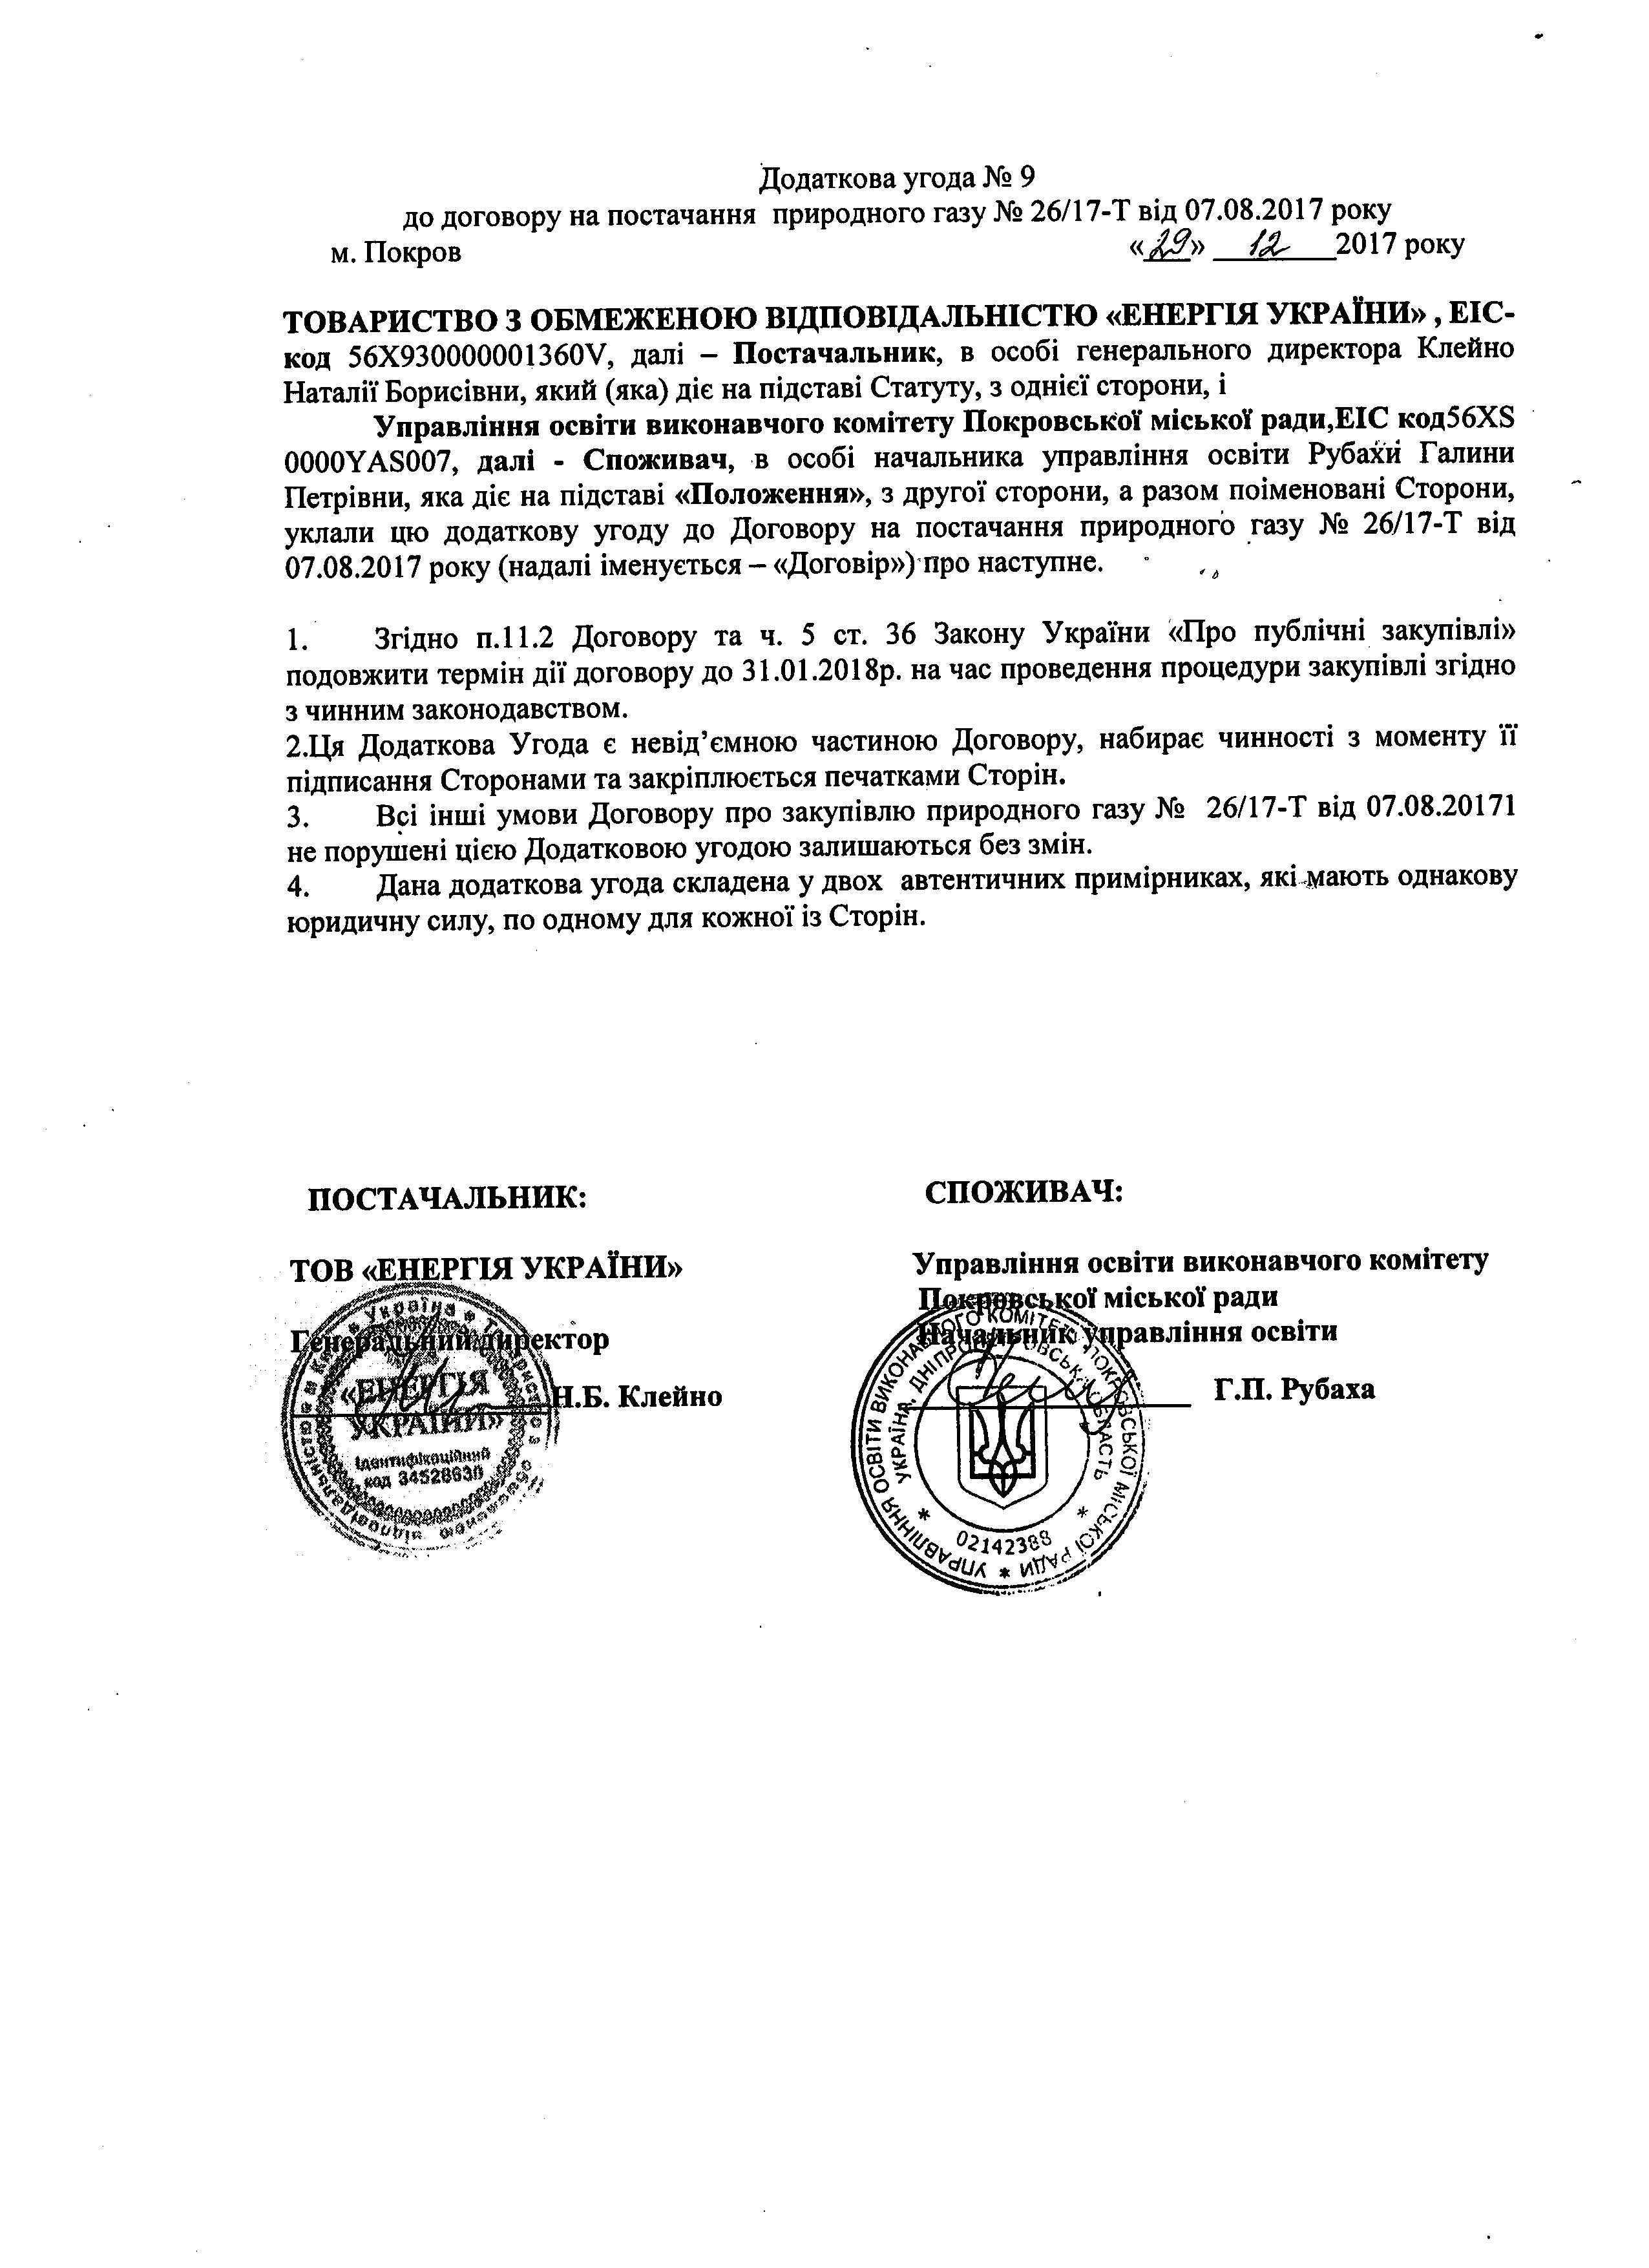 Додаткова угода № 9
до договору на постачання природного газу № 26/17-Т від 07.08.2017 року
м. Покров «29» 12 2017 року
ТОВАРИСТВО З ОБМЕЖЕНОЮ ВІДПОВІДАЛЬНІСТЮ «ЕНЕРГІЯ УКРАЇНИ» , ЕІС-
код 56X930000001360V, далі – Постачальник, в особі генерального директора Клейно
Наталії Борисівни, який (яка) діє на підставі Статуту, з однієї сторони, і
Управління освіти виконавчого комітету Покровської міської ради,ЕІС код56XS
0000YAS007, далі - Споживач, в особі начальника управління освіти Рубахи Галини
Петрівни, яка діє на підставі «Положення», з другої сторони, а разом поіменовані Сторони,
уклали цю додаткову угоду до Договору на постачання природного газу № 26/17-Т від
07.08.2017 року (надалі іменується – «Договір») про наступне.
1. Згідно п.11.2 Договору та ч. 5 ст. 36 Закону України «Про публічні закупівлі»
подовжити термін дії договору до 31.01.2018р. на час проведення процедури закупівлі згідно
з чинним законодавством.
2.Ця Додаткова Угода є невід’ємною частиною Договору, набирає чинності з моменту її
підписання Сторонами та закріплюється печатками Сторін.
3. Всі інші умови Договору про закупівлю природного газу № 26/17-Т від 07.08.20171
не порушені цією Додатковою угодою залишаються без змін.
4. Дана додаткова угода складена у двох автентичних примірниках, які мають однакову
юридичну силу, по одному для кожної із Сторін.
ПОСТАЧАЛЬНИК:
ТОВ «ЕНЕРГІЯ УКРАЇНИ»
Генеральний директор
Н.Б. Клейно
«ЕНЕРГІЯ
УКРАЇНИ»
Ідентифікаційний
код 34528630
СПОЖИВАЧ:
Управління освіти виконавчого комітету
Покровської міської ради
Начальник управління освіти
Г.П. Рубаха
УПРАВЛІННЯ ОСВІТИ ВИКОНАВЧОГО КОМІТЕТУ ПОКРОВСЬКОЇ МІСЬКОЇ РАДИ *
02142388